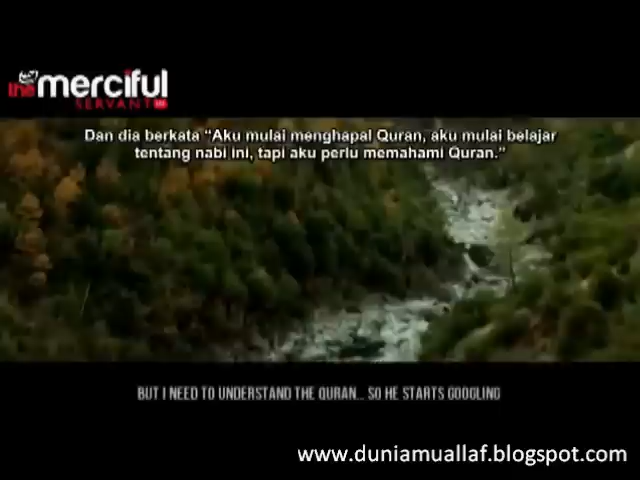 the merciful
SERVANT
Dan dia berkata “Aku mulai menghapal Quran, aku mulai belajar
tentang nabi ini, tapi aku perlu memahami Quran.”
BUT I NEED TO UNDERSTAND THE QURAN... SO HE STARTS GOOGLING
www.duniamuallaf.blogspot.com